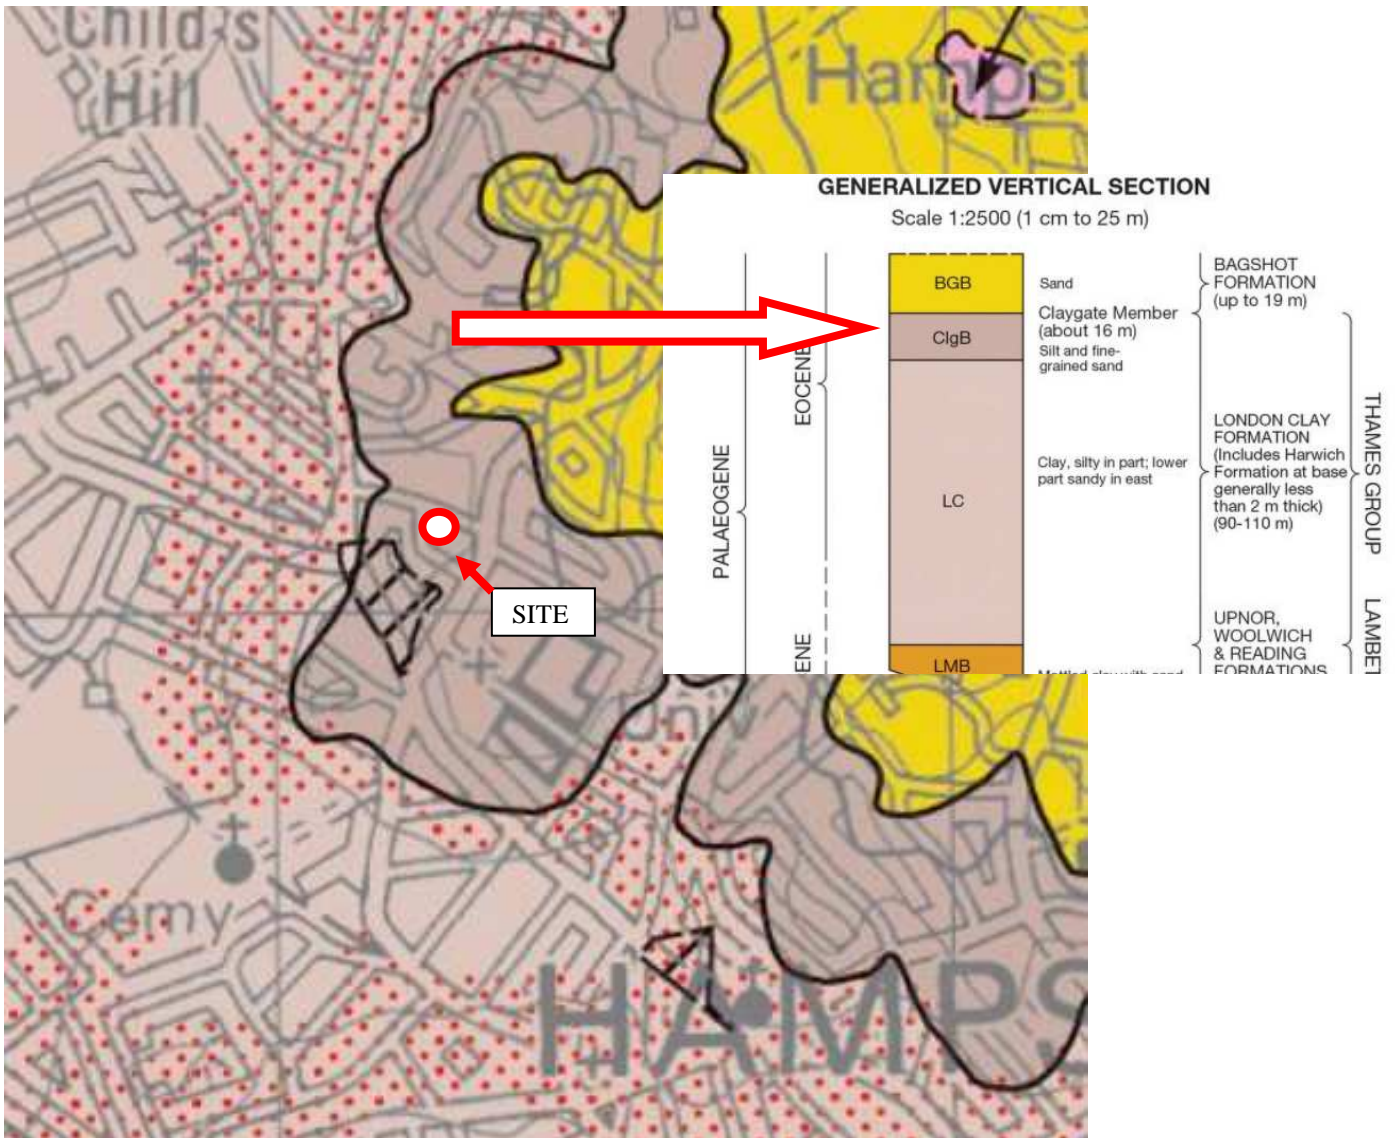 Child's
Hill
Hampst
GENERALIZED VERTICAL SECTION
Scale 1:2500 (1 cm to 25 m)
PALAEOGENE
EOCENE
ENE
BGB
Sand
BAGSHOT
FORMATION
(up to 19 m)
ClgB
Claygate Member
(about 16 m)
Silt and fine-
grained sand
LC
Clay, silty in part; lower
part sandy in east
LONDON CLAY
FORMATION
(Includes Harwich
Formation at base
generally less
than 2 m thick)
(90-110 m)
THAMES GROUP
LMB
UPNOR,
WOOLWICH
& READING
FORMATIONS
LAMBET
SITE
Univ
Cemy
HAMPS